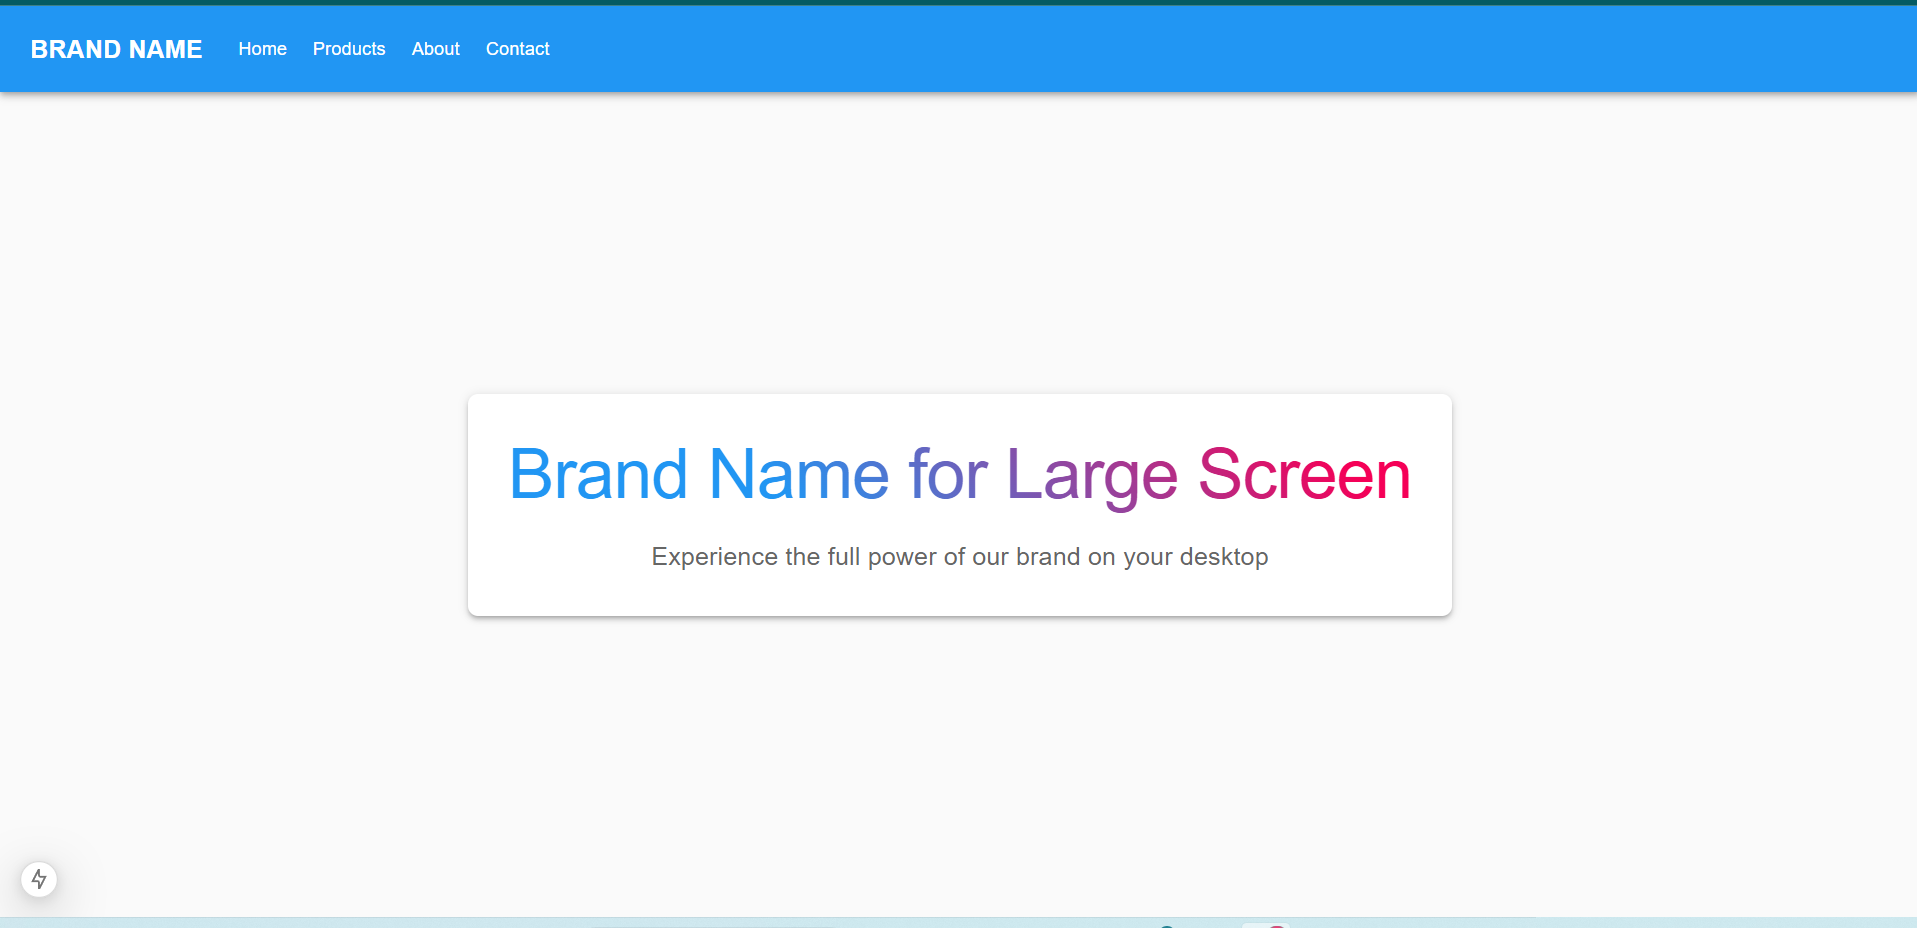 BRAND NAME Home Products About Contact
Brand Name for Large Screen
Experience the full power of our brand on your desktop